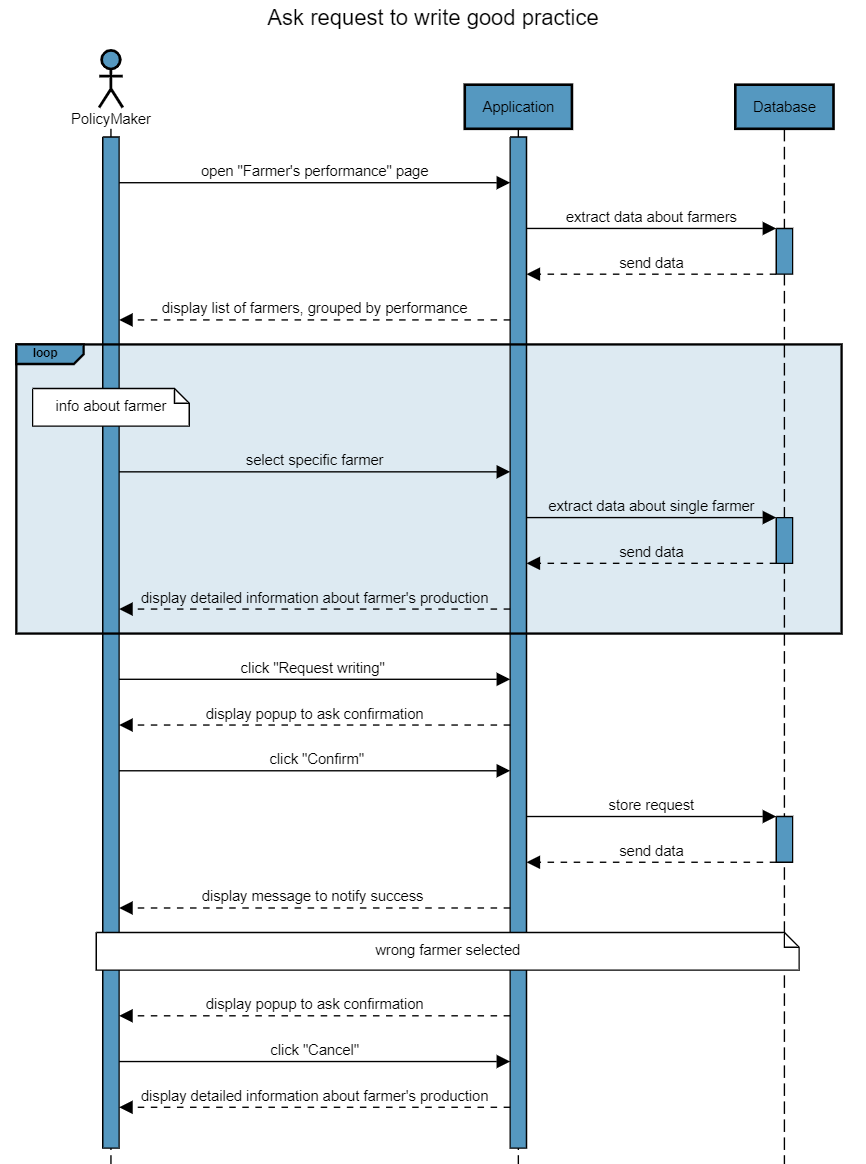 Ask request to write good practice
PolicyMaker
Application
Database
open "Farmer's performance" page
extract data about farmers
send data
display list of farmers, grouped by performance
loop
info about farmer
select specific farmer
extract data about single farmer
send data
display detailed information about farmer's production
click "Request writing"
display popup to ask confirmation
click "Confirm"
store request
send data
display message to notify success
wrong farmer selected
display popup to ask confirmation
click "Cancel"
display detailed information about farmer's production